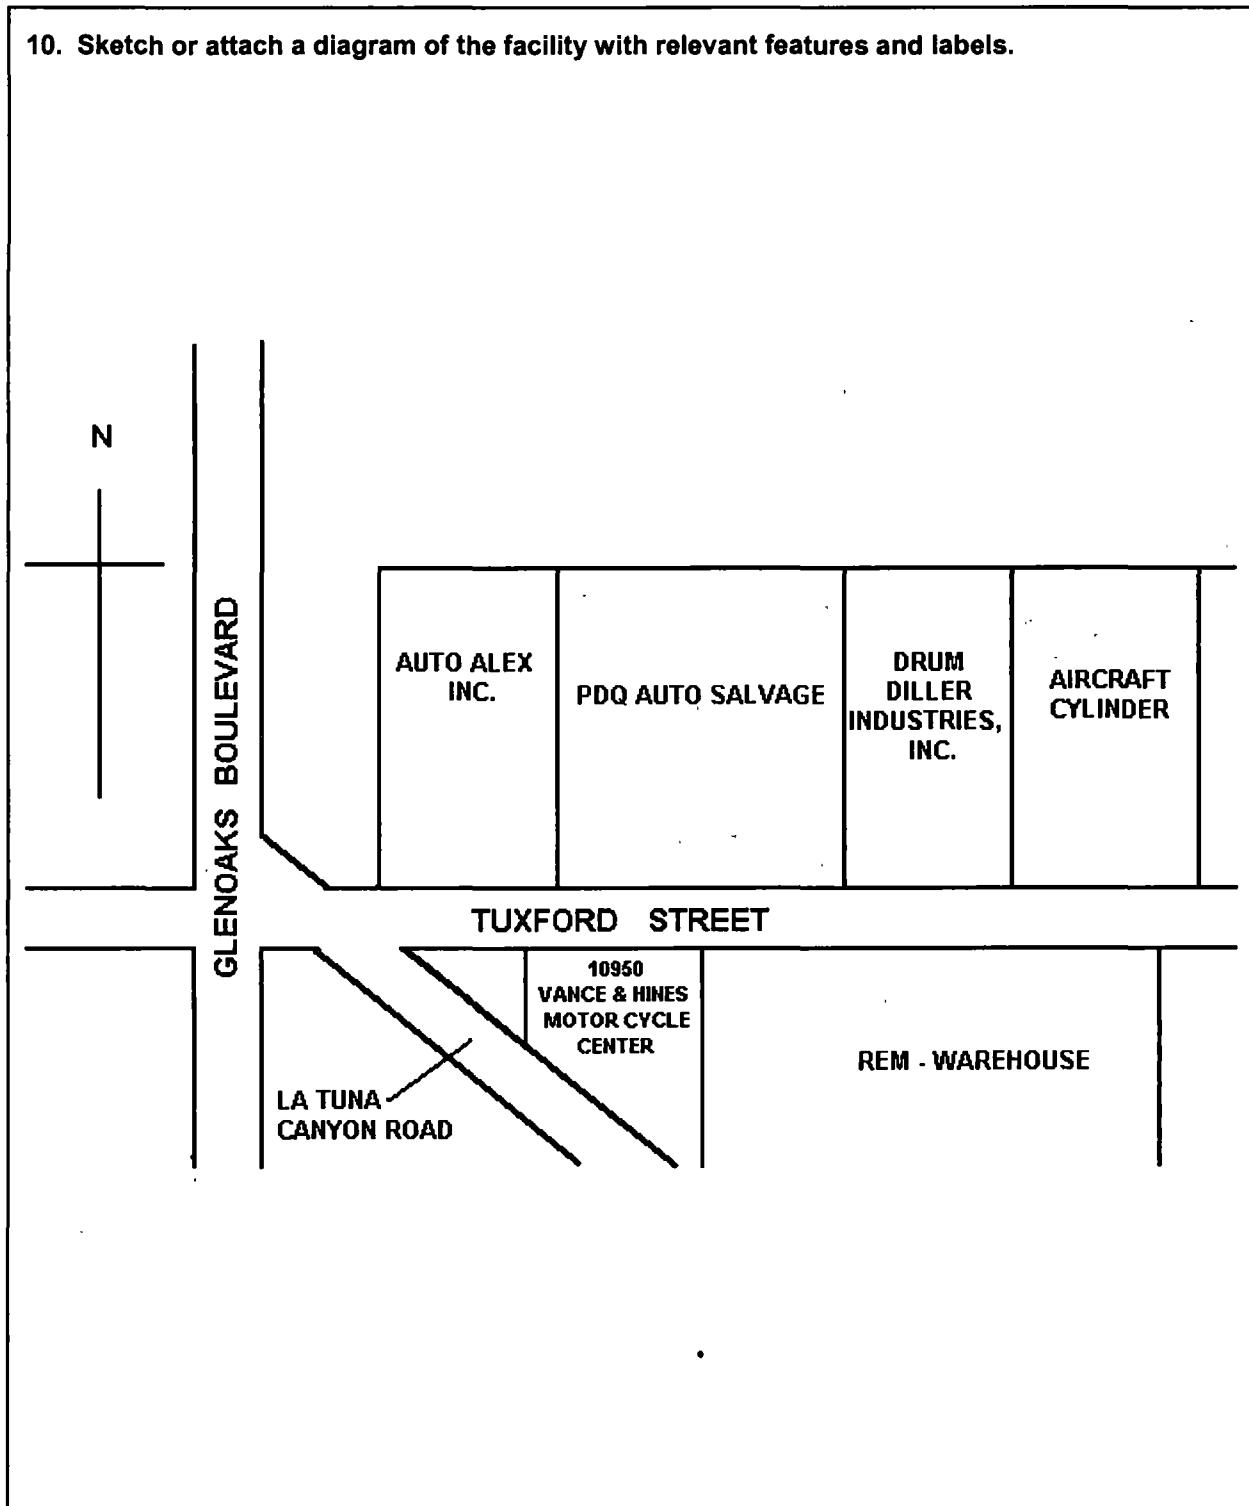 10. Sketch or attach a diagram of the facility with relevant features and labels.
N
GLENOAKS BOULEVARD
AUTO ALEX
INC.
PDQ AUTO SALVAGE
DRUM
DILLER
INDUSTRIES,
INC.
AIRCRAFT
CYLINDER
TUXFORD STREET
10950
VANCE & HINES
MOTOR CYCLE
CENTER
REM - WAREHOUSE
LA TUNA
CANYON ROAD